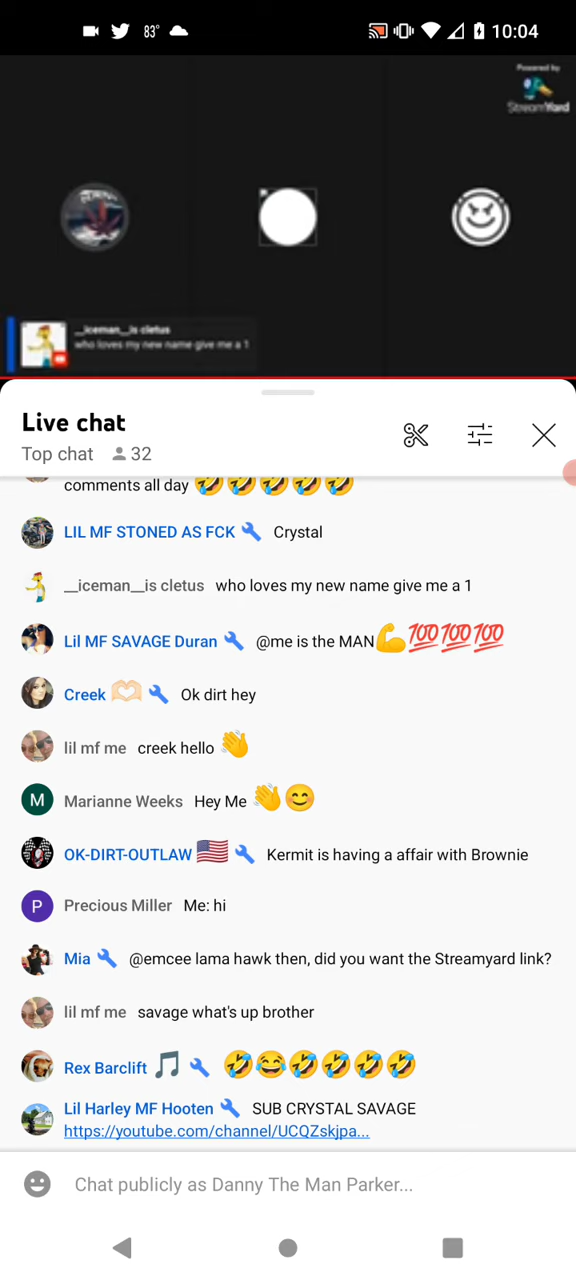 83° 10:04
Powered by
StreamYard
__iceman__is cletus
who loves my new name give me a 1
Live chat
Top chat 32
comments all day 🤣🤣🤣🤣🤣
LIL MF STONED AS FCK 🔧 Crystal
__iceman__is cletus who loves my new name give me a 1
Lil MF SAVAGE Duran 🔧 @me is the MAN💪💯💯💯
Creek 🫶🏻 🔧 Ok dirt hey
lil mf me creek hello 👋
M Marianne Weeks Hey Me 👋😊
OK-DIRT-OUTLAW 🇺🇸 🔧 Kermit is having a affair with Brownie
P Precious Miller Me: hi
Mia 🔧 @emcee lama hawk then, did you want the Streamyard link?
lil mf me savage what's up brother
Rex Barclift 🎵 🔧 🤣😂🤣🤣🤣🤣
Lil Harley MF Hooten 🔧 SUB CRYSTAL SAVAGE
https://youtube.com/channel/UCQZskjpa...
Chat publicly as Danny The Man Parker...